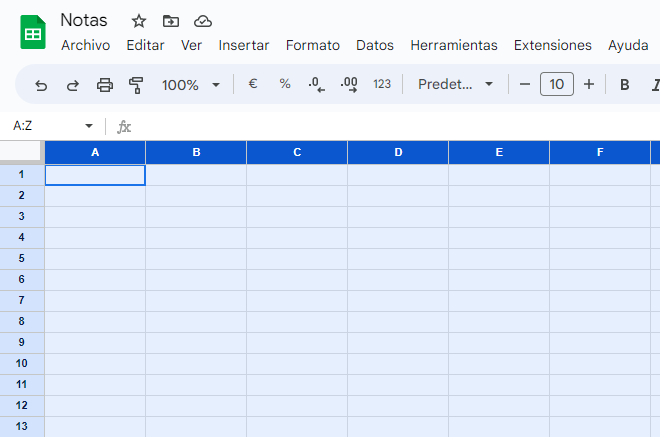 Notas
Archivo Editar Ver Insertar Formato Datos Herramientas Extensiones Ayuda
100% € % .0 .00 123 Predet... − 10 + B I
A:Z fx
A B C D E F
1
2
3
4
5
6
7
8
9
10
11
12
13